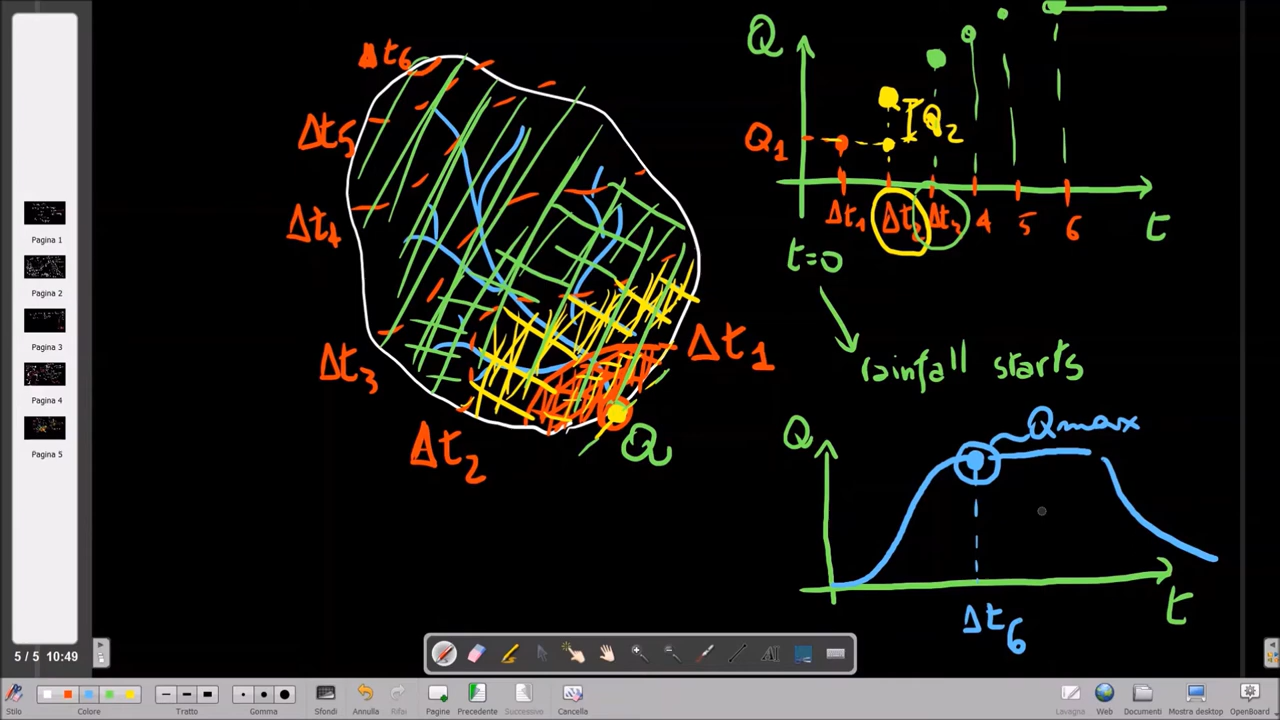 Δt6
Δt5
Δt4
Δt3
Δt2
Δt1
Q
Q
Q1
Q2
Δt1 Δt2 Δt3 4 5 6
t
t=0
rainfall starts
Q
Qmax
Δt6
t
Pagina 1
Pagina 2
Pagina 3
Pagina 4
Pagina 5
5 / 5 10:49
Stilo
Colore
Tratto
Gomma
Sfondi
Annulla
Rifai
Pagine
Precedente
Successivo
Cancella
Lavagna
Web
Documenti
Mostra desktop
OpenBoard